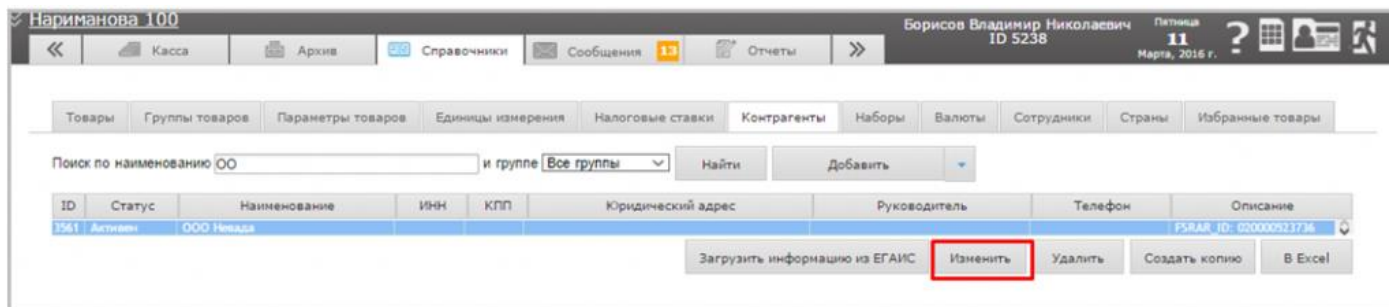 Нариманова 100
Борисов Владимир Николаевич
ID 5238
Пятница
11
Марта, 2016 г.
?
« Касса Архив Справочники Сообщения 13 Отчеты »
Товары Группы товаров Параметры товаров Единицы измерения Налоговые ставки Контрагенты Наборы Валюты Сотрудники Страны Избранные товары
Поиск по наименованию ОО и группе Все группы Найти Добавить
ID Статус Наименование ИНН КПП Юридический адрес Руководитель Телефон Описание
3561 Активен ООО Невада FSRAR_ID: 020000523736
Загрузить информацию из ЕГАИС Изменить Удалить Создать копию В Excel